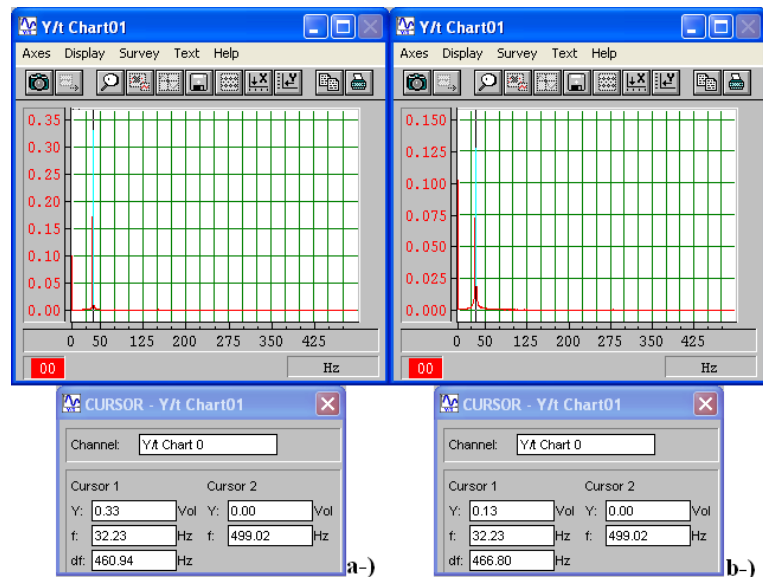 Y/t Chart01
Axes Display Survey Text Help
0.35
0.30
0.25
0.20
0.15
0.10
0.05
0.00
0 50 125 200 275 350 425
00 Hz
CURSOR - Y/t Chart01
Channel: Y/t Chart 0
Cursor 1 Cursor 2
Y: 0.33 Vol Y: 0.00 Vol
f: 32.23 Hz f: 499.02 Hz
df: 460.94 Hz
a-)
Y/t Chart01
Axes Display Survey Text Help
0.150
0.125
0.100
0.075
0.050
0.025
0.000
0 50 125 200 275 350 425
00 Hz
CURSOR - Y/t Chart01
Channel: Y/t Chart 0
Cursor 1 Cursor 2
Y: 0.13 Vol Y: 0.00 Vol
f: 32.23 Hz f: 499.02 Hz
df: 466.80 Hz
b-)